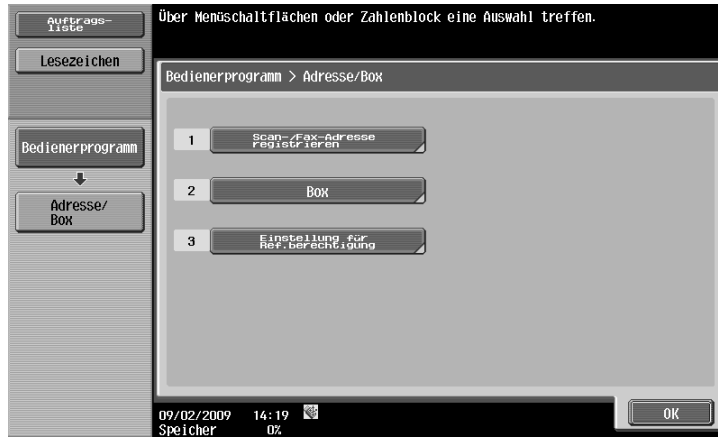 Auftrags-
liste
Lesezeichen
Bedienerprogramm
Adresse/
Box
Über Menüschaltflächen oder Zahlenblock eine Auswahl treffen.
Bedienerprogramm > Adresse/Box
1 Scan-/Fax-Adresse
registrieren
2 Box
3 Einstellung für
Ref.berechtigung
09/02/2009 14:19
Speicher 0%
OK